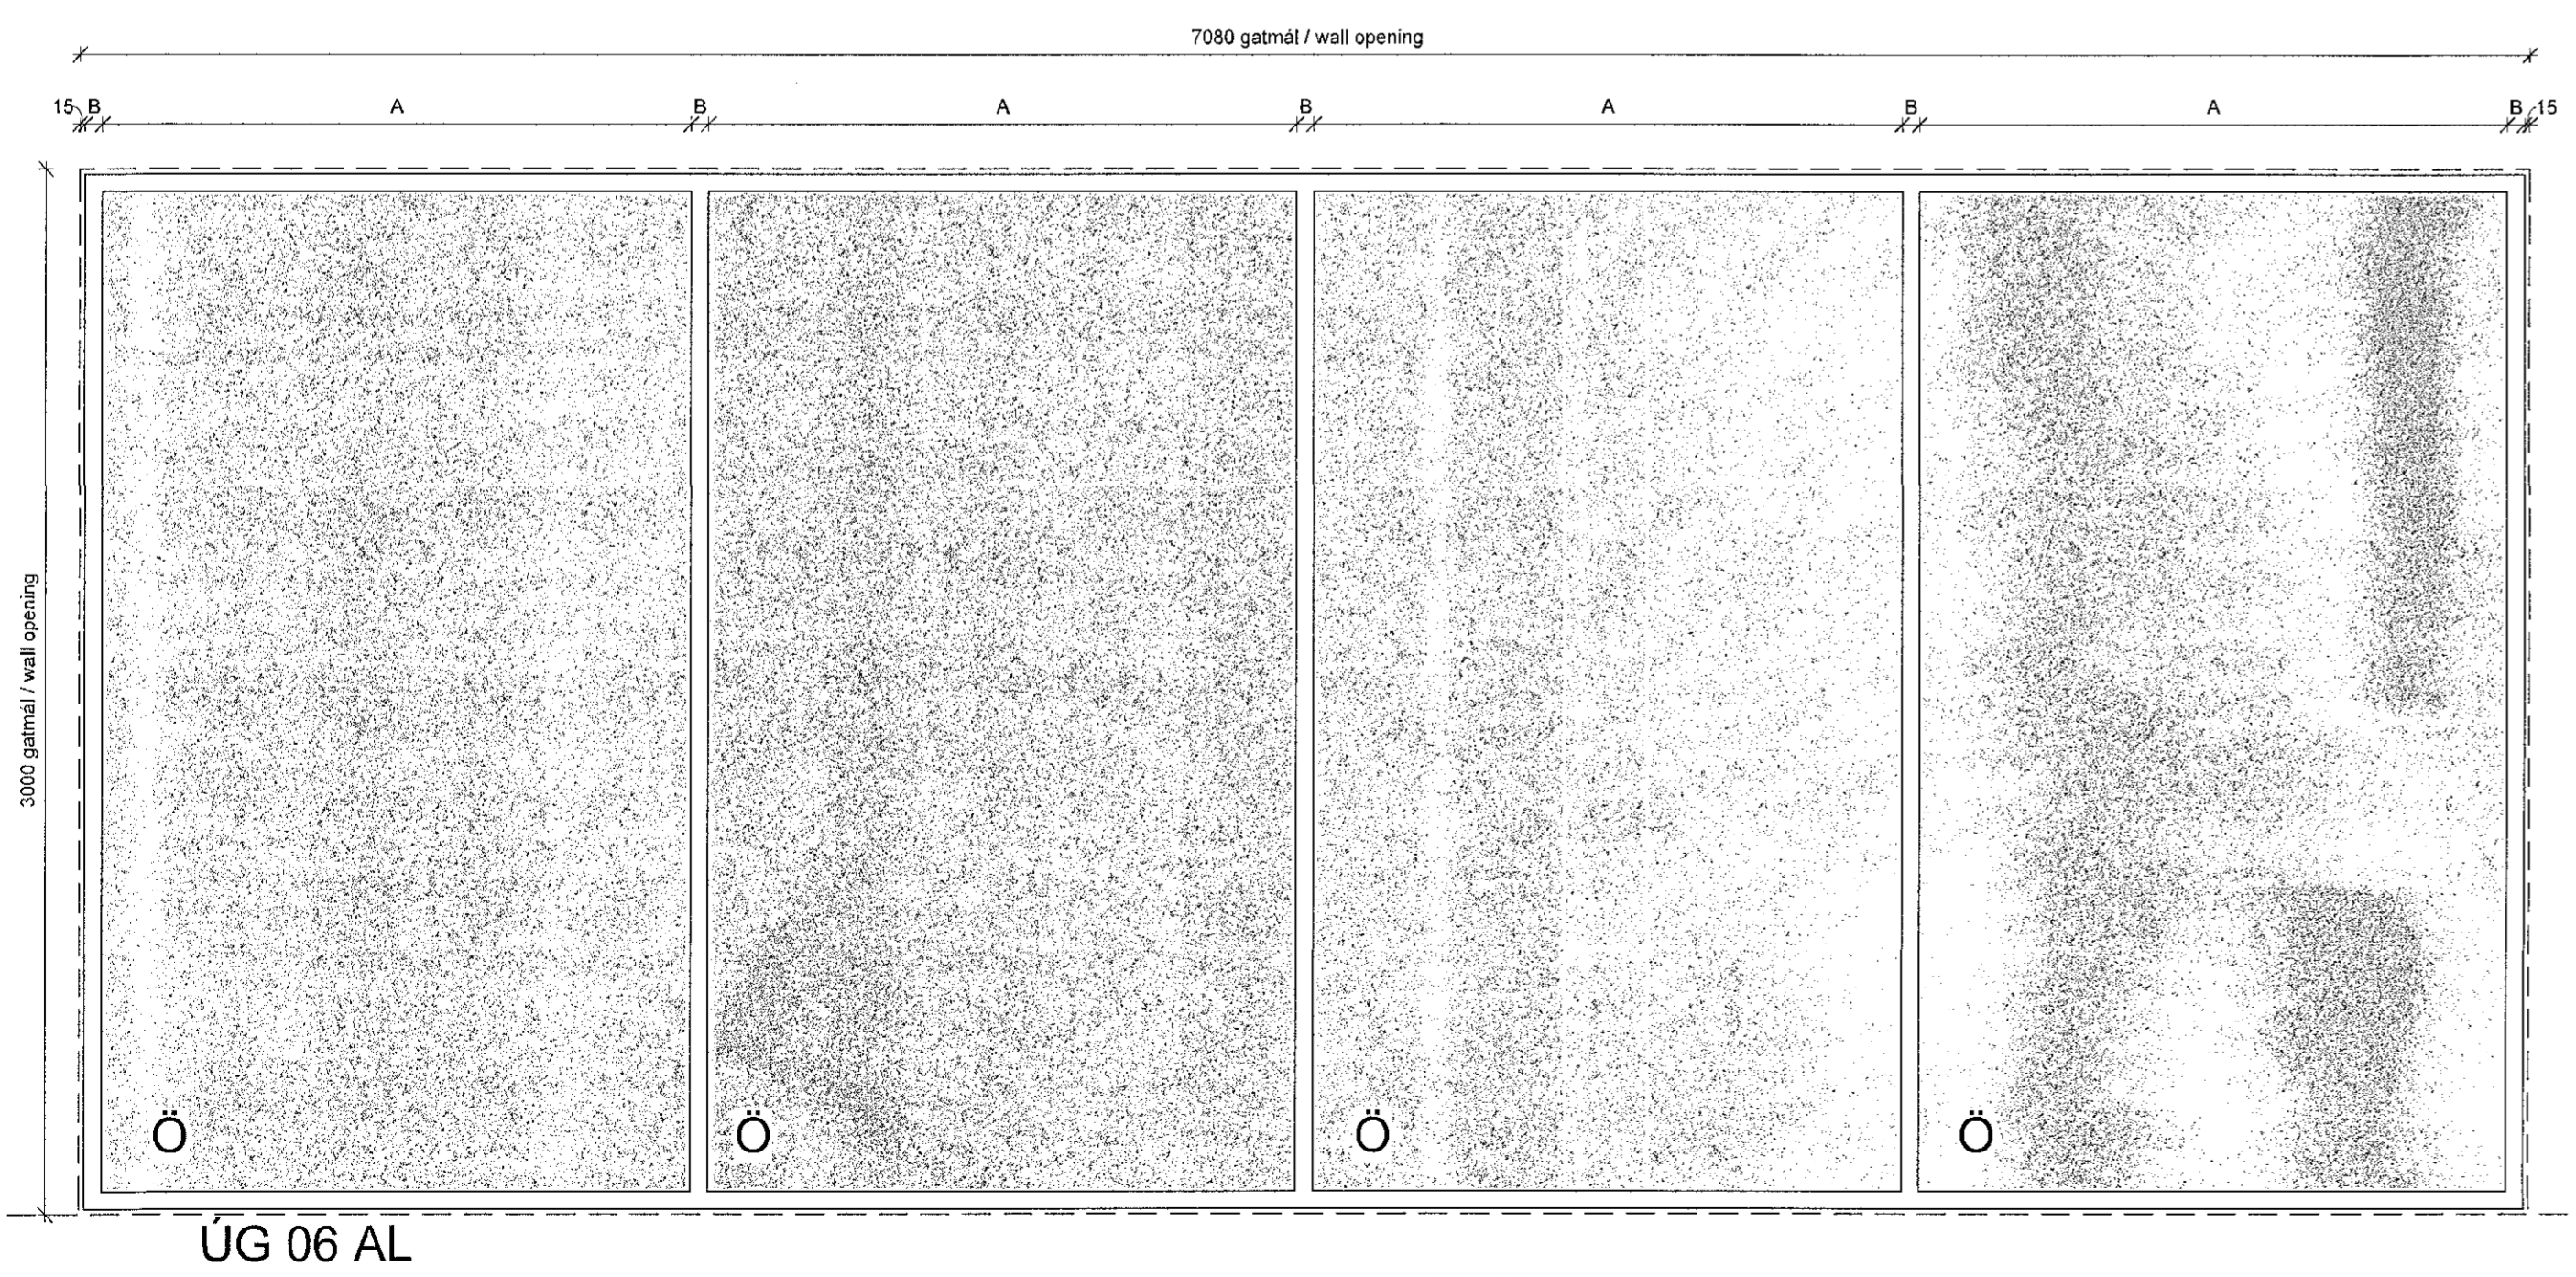 7080 gatmál / wall opening
15 B A B A B A B A B 15
3000 gatmál / wall opening
Ö Ö Ö Ö
ÚG 06 AL